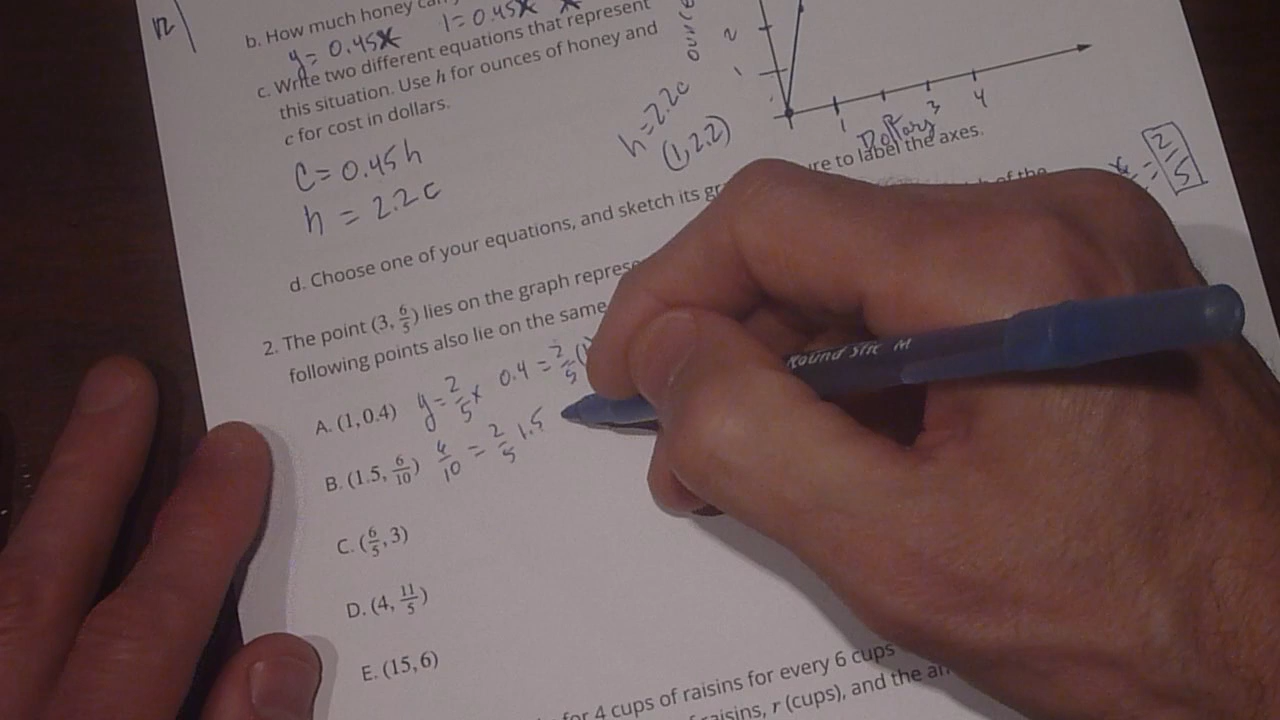 b. How much honey can
y = 0.45x 1 = 0.45x
c. Write two different equations that represent
this situation. Use h for ounces of honey and
c for cost in dollars.
C = 0.45h
h = 2.2c
h = 2.2c
(1, 2.2)
2
1
1
3
4
d. Choose one of your equations, and sketch its gr
ure to label the axes.
of the
= 2/5
2. The point (3, 6/5) lies on the graph represe
following points also lie on the same
A. (1, 0.4) y = 2/5 x 0.4 = 2/5 (1
B. (1.5, 6/10) 6/10 = 2/5 1.5
C. (6/5, 3)
D. (4, 11/5)
E. (15, 6)
for 4 cups of raisins for every 6 cups
raisins, r (cups), and the
ROUND STIC M